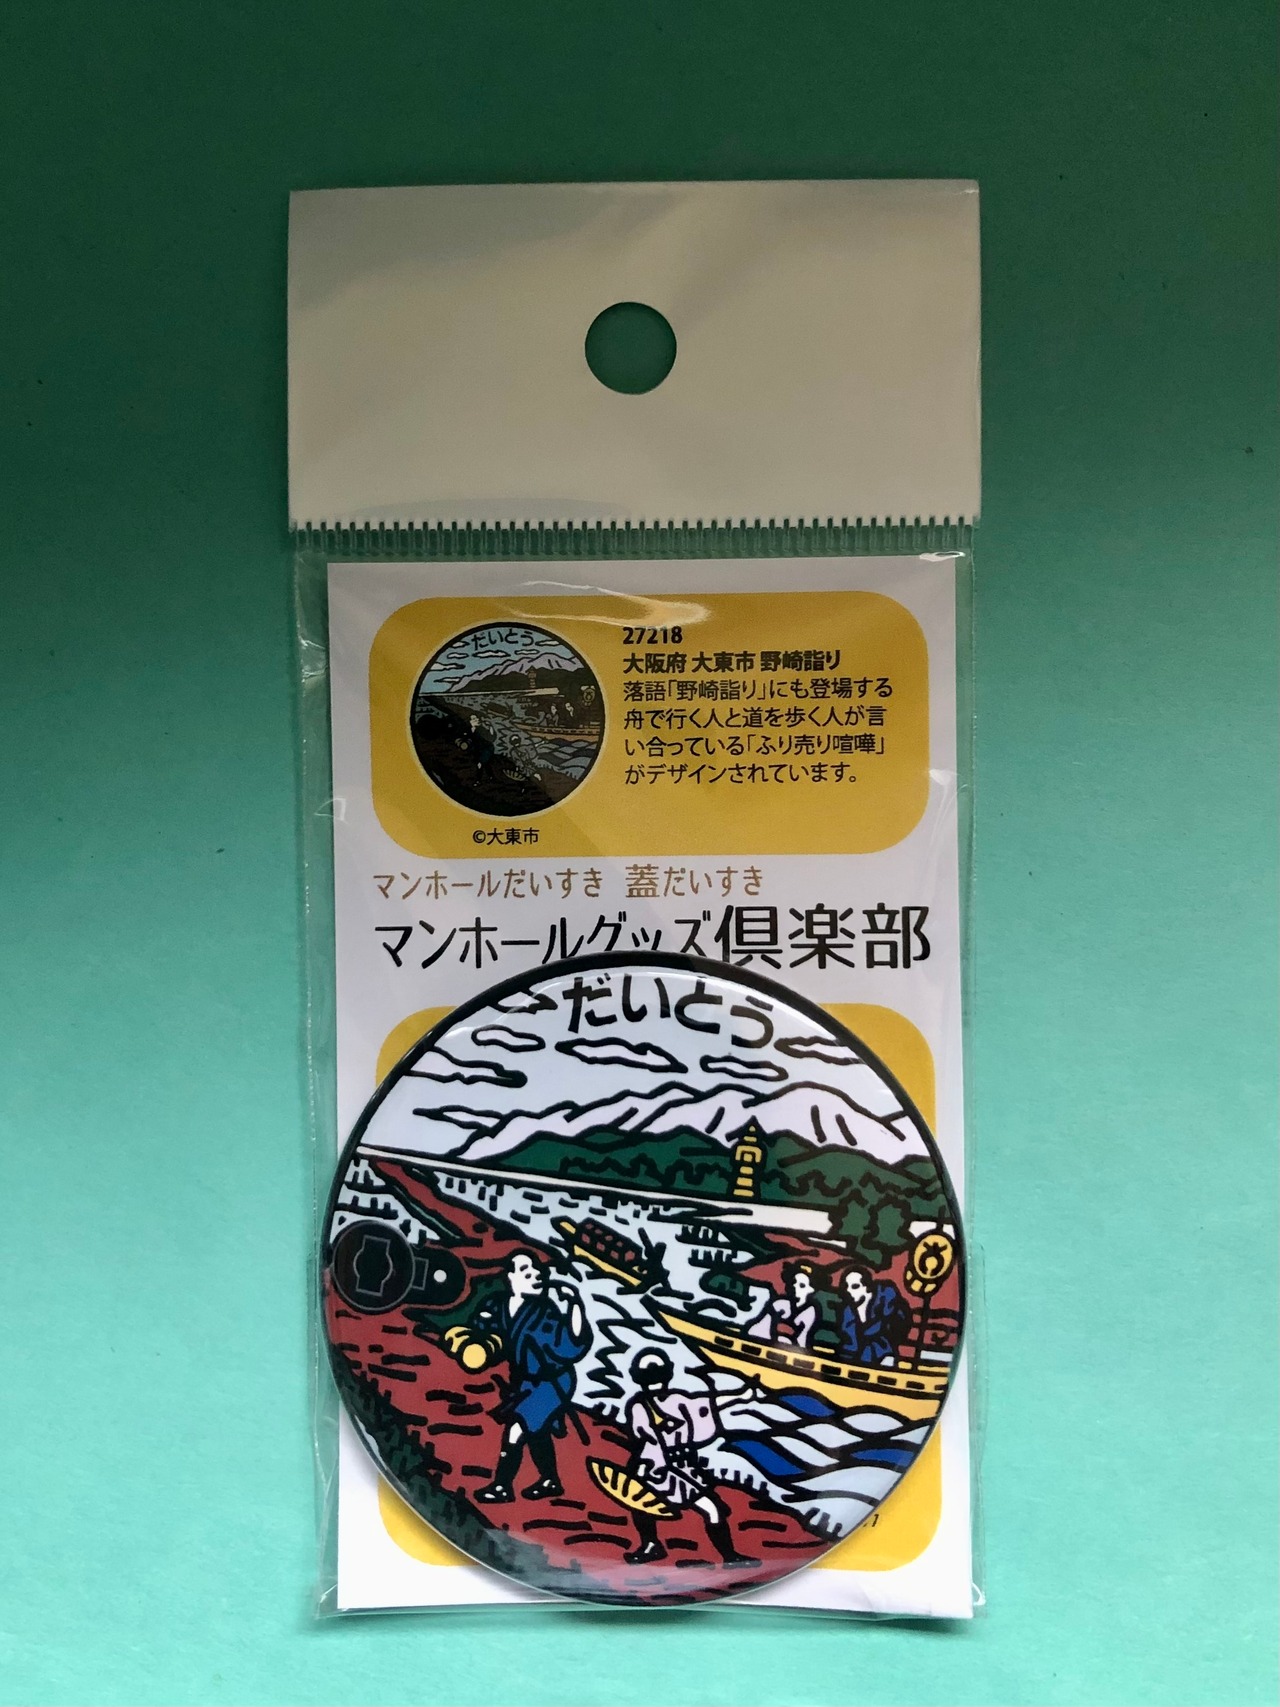 だいとう
27218
大阪府 大東市 野崎詣り
落語「野崎詣り」にも登場する
舟で行く人と道を歩く人が言
い合っている「ふり売り喧嘩」
がデザインされています。
©大東市
マンホールだいすき 蓋だいすき
マンホールグッズ倶楽部
だいとう